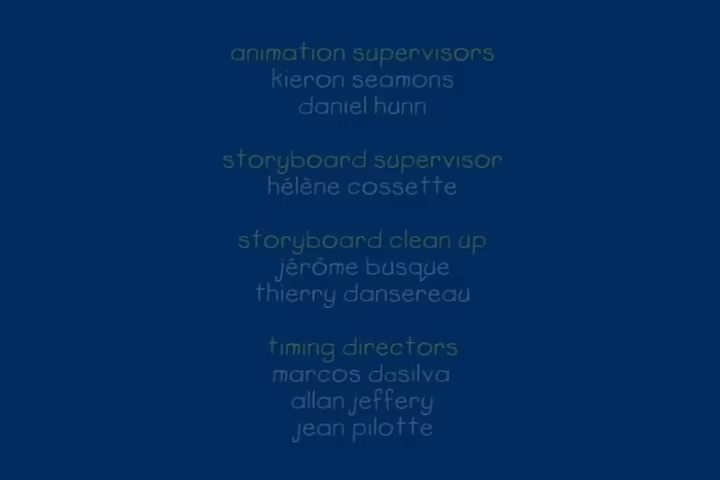 animation supervisors
kieron seamons
daniel hunn
storyboard supervisor
hélène cossette
storyboard clean up
jérôme busque
thierry dansereau
timing directors
marcos dasilva
allan jeffery
jean pilotte